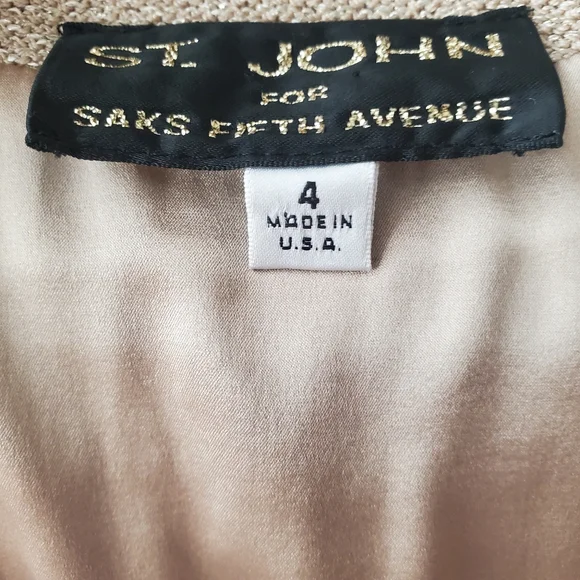 ST. JOHN
FOR
SAKS FIFTH AVENUE
4
MADE IN
U.S.A.